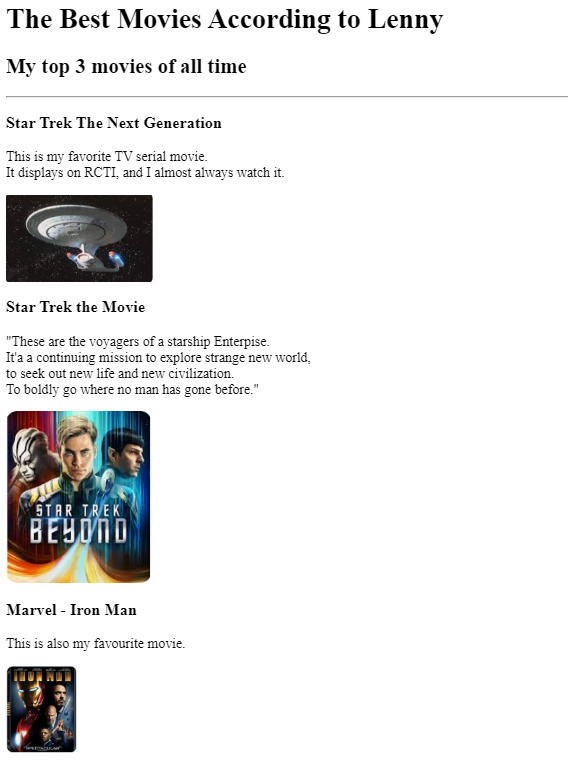 The Best Movies According to Lenny
My top 3 movies of all time
Star Trek The Next Generation
This is my favorite TV serial movie.
It displays on RCTI, and I almost always watch it.
Star Trek the Movie
"These are the voyagers of a starship Enterpise.
It'a a continuing mission to explore strange new world,
to seek out new life and new civilization.
To boldly go where no man has gone before."
STAR TREK
BEYOND
Marvel - Iron Man
This is also my favourite movie.
IRON MAN